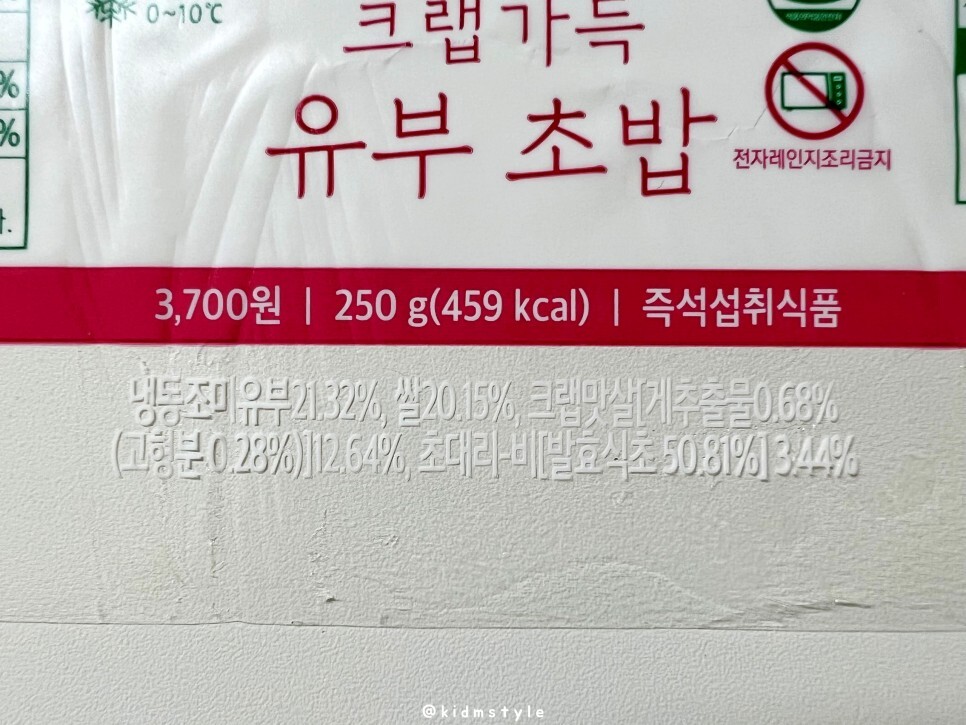 0~10℃
크랩가득
유부 초밥
%
%
전자레인지조리금지
3,700원 | 250 g(459 kcal) | 즉석섭취식품
냉동조미유부21.32%, 쌀20.15%, 크랩맛살[게추출물0.68%
(고형분 0.28%)]12.64%, 초대리-비[발효식초 50.81%] 3.44%
@kidmstyle